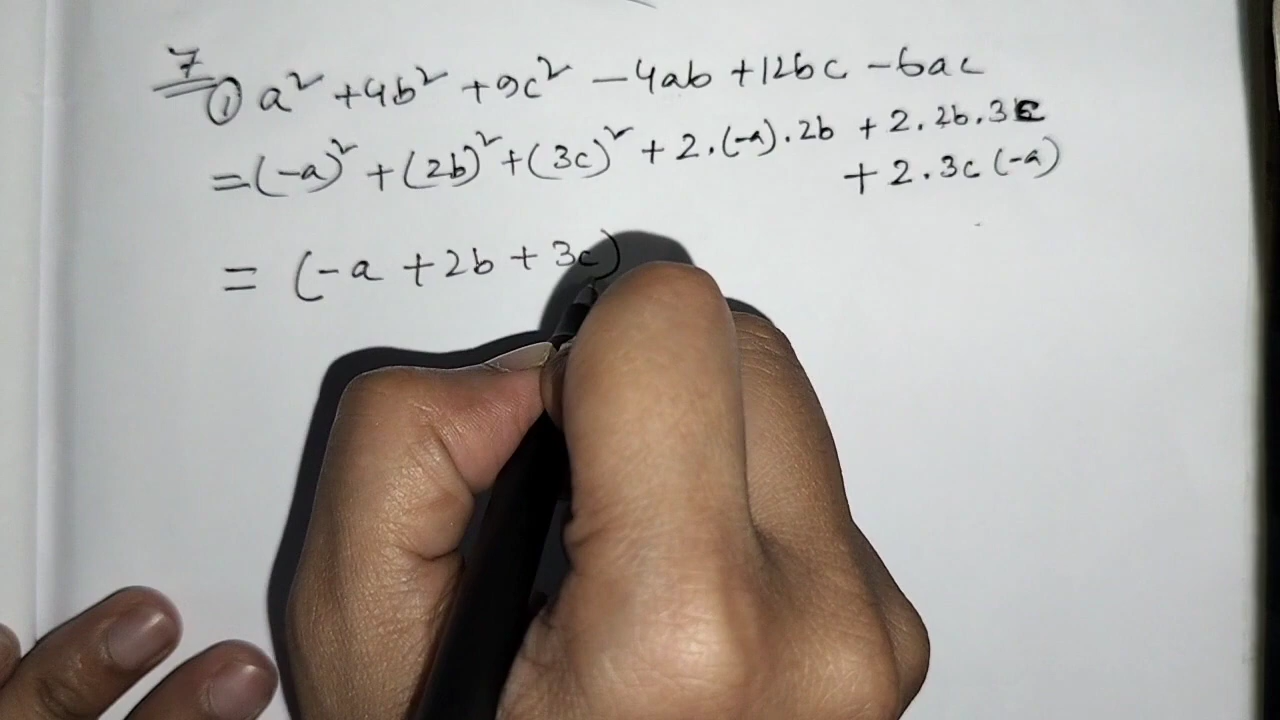 7
① a² + 4b² + 9c² − 4ab + 12bc − 6ac
= (-a)² + (2b)² + (3c)² + 2.(-a).2b + 2.2b.3c
+ 2.3c(-a)
= (-a + 2b + 3c)